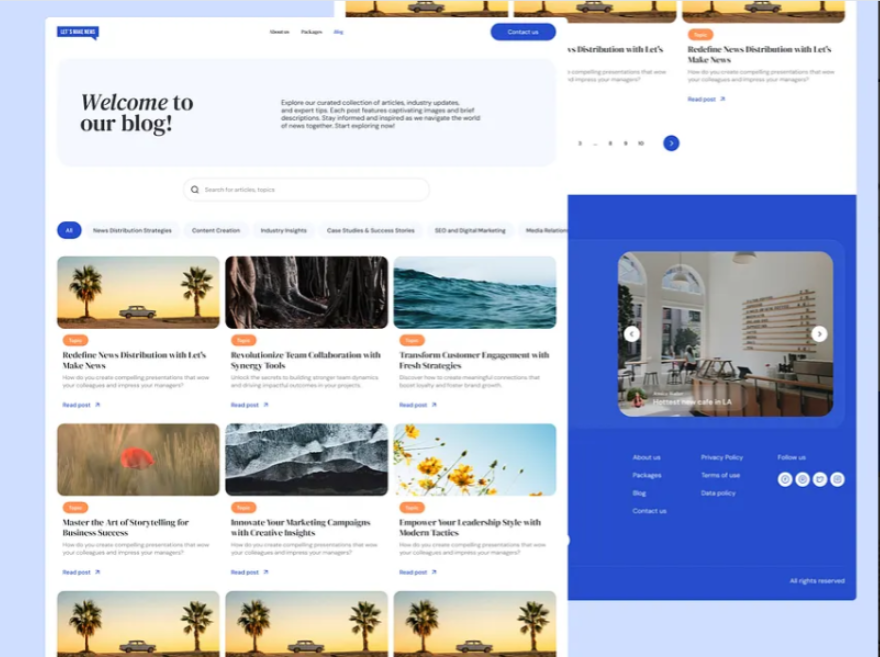 LET'S MAKE NEWS
About us
Packages
Blog
Contact us
Welcome to
our blog!
Explore our curated collection of articles, industry updates,
and expert tips. Each post features captivating images and brief
descriptions. Stay informed and inspired as we navigate the world
of news together. Start exploring now!
Search for articles, topics
All
News Distribution Strategies
Content Creation
Industry Insights
Case Studies & Success Stories
SEO and Digital Marketing
Media Relation
Topic
Redefine News Distribution with Let's
Make News
How do you create compelling presentations that wow
your colleagues and impress your managers?
Read post
Topic
Revolutionize Team Collaboration with
Synergy Tools
Unlock the secrets to building stronger team dynamics
and driving impactful outcomes in your projects.
Read post
Topic
Transform Customer Engagement with
Fresh Strategies
Discover how to create meaningful connections that
boost loyalty and foster brand growth.
Read post
Topic
Master the Art of Storytelling for
Business Success
How do you create compelling presentations that wow
your colleagues and impress your managers?
Read post
Topic
Innovate Your Marketing Campaigns
with Creative Insights
How do you create compelling presentations that wow
your colleagues and impress your managers?
Read post
Topic
Empower Your Leadership Style with
Modern Tactics
How do you create compelling presentations that wow
your colleagues and impress your managers?
Read post
ws Distribution with Let's
compelling presentations that wow
and impress your managers?
Topic
Redefine News Distribution with Let's
Make News
How do you create compelling presentations that wow
your colleagues and impress your managers?
Read post
3 ... 8 9 10
Hottest New cafe in LA
About us
Packages
Blog
Contact us
Privacy Policy
Terms of use
Data policy
Follow us
All rights reserved